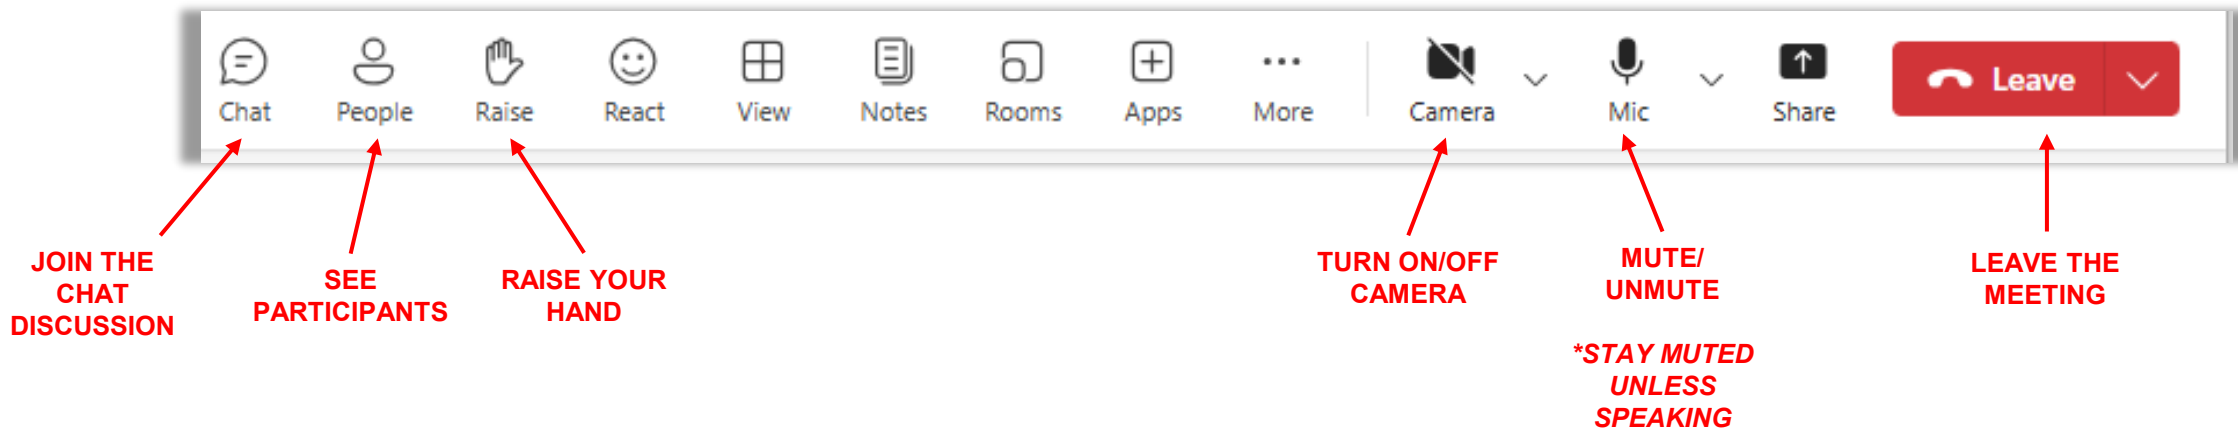 Chat
People
Raise
React
View
Notes
Rooms
Apps
More
Camera
Mic
Share
Leave
JOIN THE
CHAT
DISCUSSION
SEE
PARTICIPANTS
RAISE YOUR
HAND
TURN ON/OFF
CAMERA
MUTE/
UNMUTE
*STAY MUTED
UNLESS
SPEAKING
LEAVE THE
MEETING